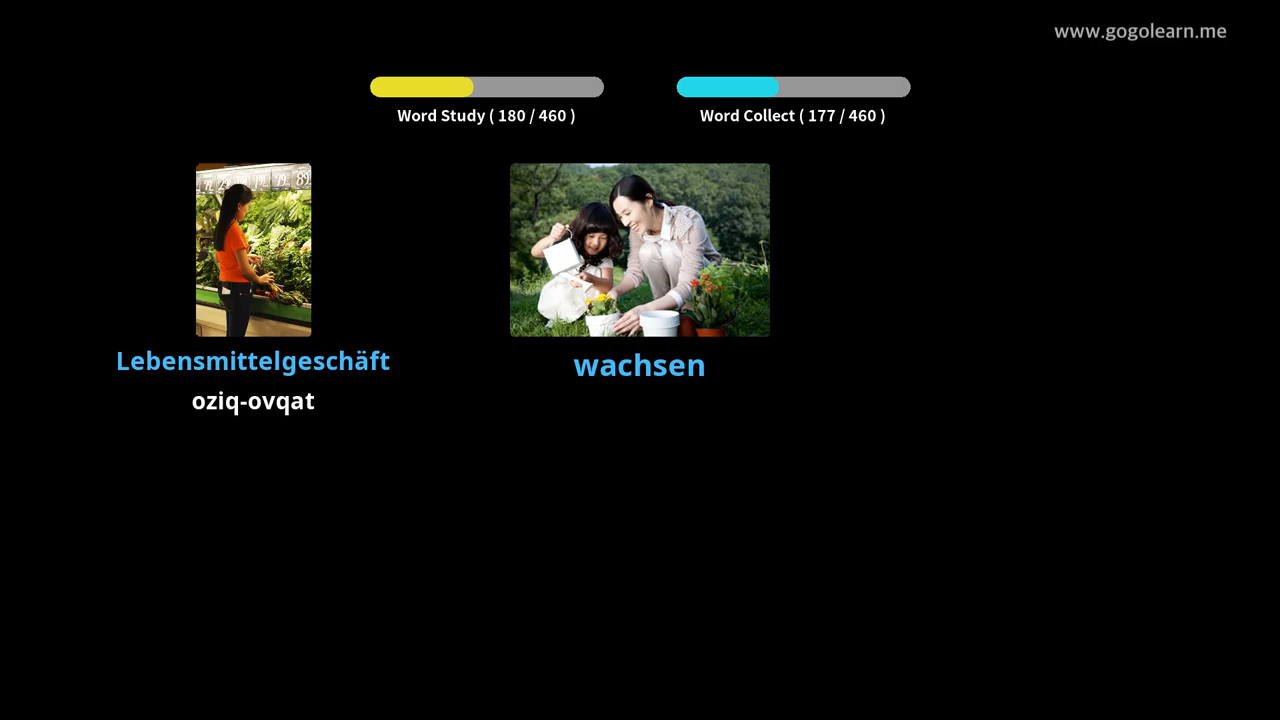 www.gogolearn.me
Word Study ( 180 / 460 )
Word Collect ( 177 / 460 )
Lebensmittelgeschäft
oziq-ovqat
wachsen